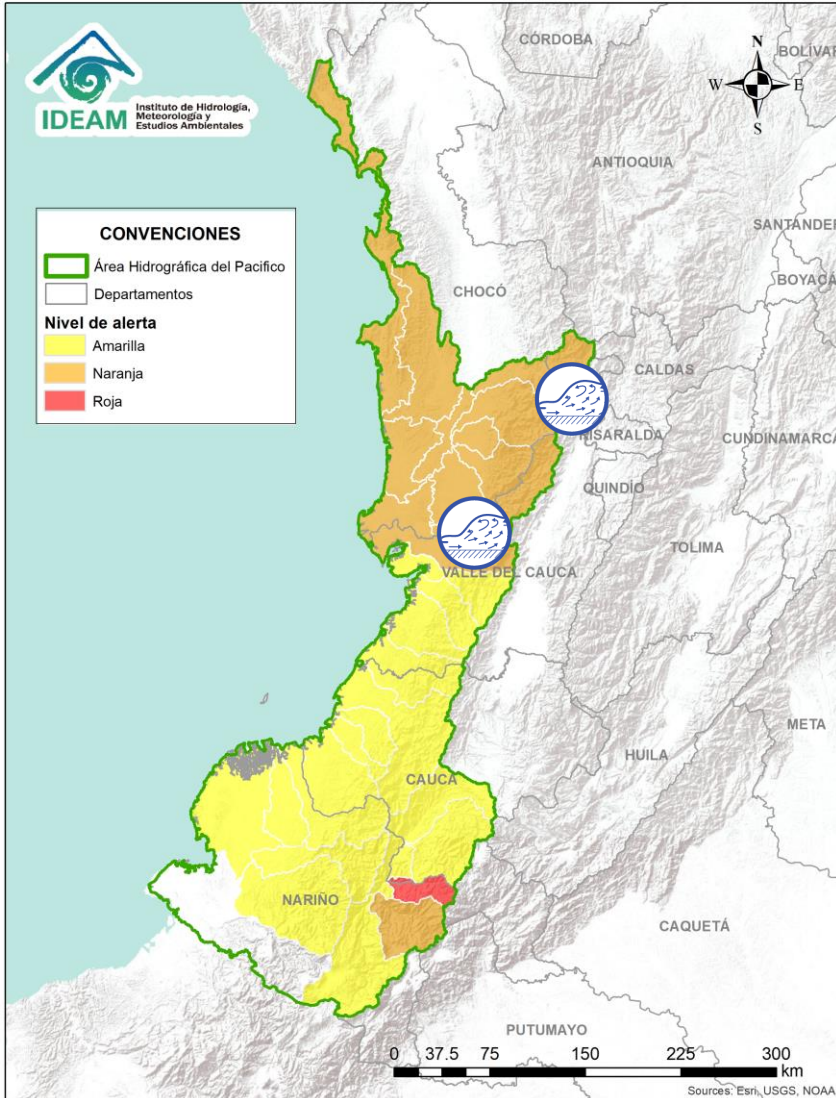 IDEAM
Instituto de Hidrología,
Meteorología y
Estudios Ambientales
CONVENCIONES
Área Hidrográfica del Pacifico
Departamentos
Nivel de alerta
Amarilla
Naranja
Roja
N
W
E
S
CÓRDOBA
BOLÍVAR
ANTIOQUIA
SANTANDER
BOYACÁ
CHOCÓ
CALDAS
RISARALDA
CUNDINAMARCA
QUINDÍO
TOLIMA
VALLE DEL CAUCA
META
HUILA
CAUCA
NARIÑO
CAQUETÁ
PUTUMAYO
0 37.5 75 150 225 300
km
Sources: Esri, USGS, NOAA